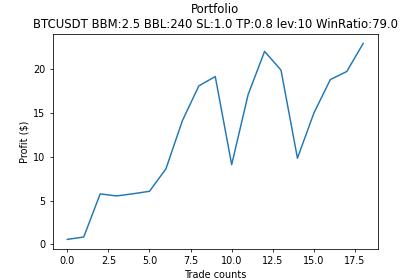 Portfolio
BTCUSDT BBM:2.5 BBL:240 SL:1.0 TP:0.8 lev:10 WinRatio:79.0
20
15
10
5
0
Profit ($)
0.0 2.5 5.0 7.5 10.0 12.5 15.0 17.5
Trade counts